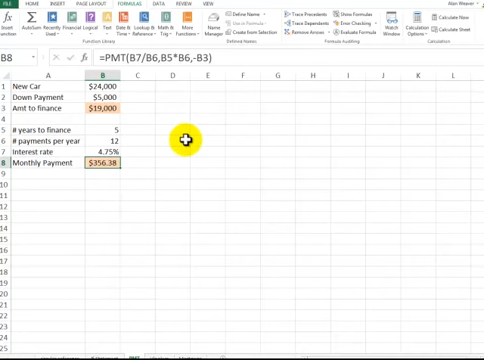 Alan Weaver
FILE HOME INSERT PAGE LAYOUT FORMULAS DATA REVIEW VIEW
Insert Function
AutoSum Recently Used Financial Logical Text Date & Time Lookup & Reference Math & Trig More Functions
Function Library
Name Manager
Define Name
Use in Formula
Create from Selection
Defined Names
Trace Precedents
Trace Dependents
Remove Arrows
Show Formulas
Error Checking
Evaluate Formula
Formula Auditing
Watch Window
Calculation Options
Calculate Now
Calculate Sheet
Calculation
B8 fx =PMT(B7/B6,B5*B6,-B3)
A B C D E F G H I J K L
1 New Car $24,000
2 Down Payment $5,000
3 Amt to finance $19,000
4
5 # years to finance 5
6 # payments per year 12
7 Interest rate 4.75%
8 Monthly Payment $356.38
9
10
11
12
13
14
15
16
17
18
19
20
21
22
23
24
25
PMT